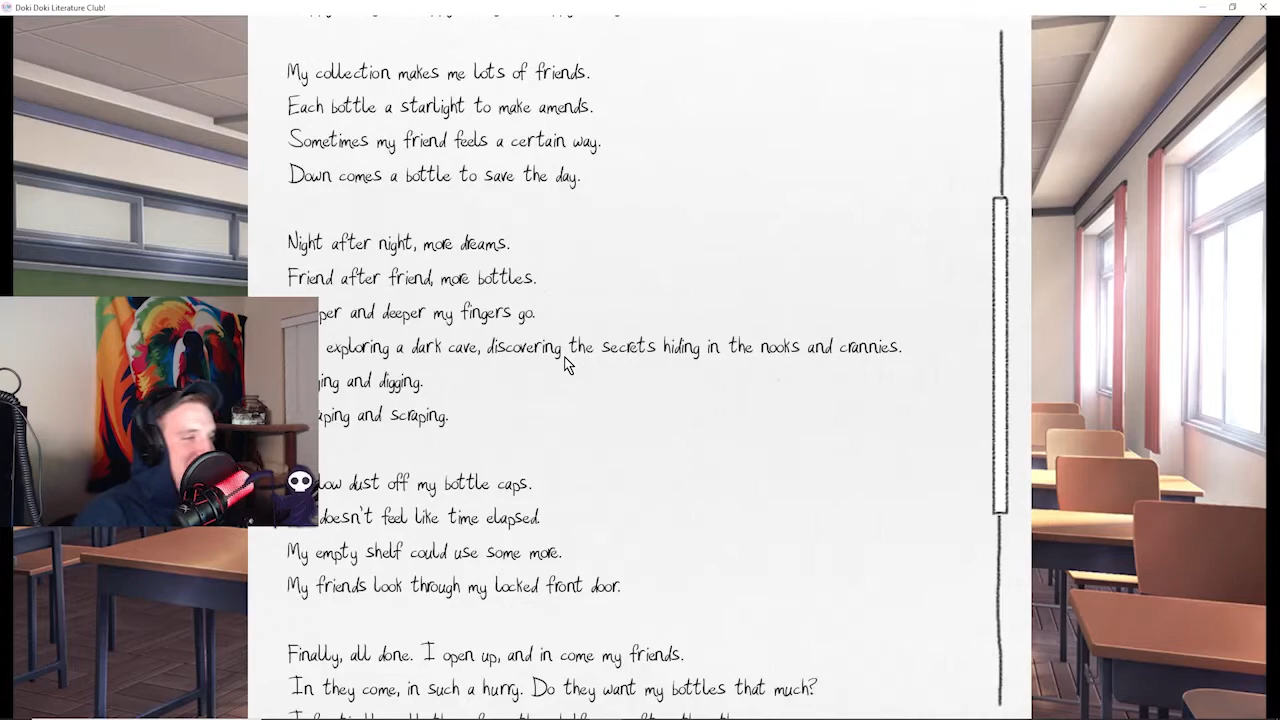 Doki Doki Literature Club!
My collection makes me lots of friends.
Each bottle a starlight to make amends.
Sometimes my friend feels a certain way.
Down comes a bottle to save the day.
Night after night, more dreams.
Friend after friend, more bottles.
per and deeper my fingers go.
exploring a dark cave, discovering the secrets hiding in the nooks and crannies.
ing and digging.
aping and scraping.
low dust off my bottle caps.
doesn't feel like time elapsed.
My empty shelf could use some more.
My friends look through my locked front door.
Finally, all done. I open up, and in come my friends.
In they come, in such a hurry. Do they want my bottles that much?